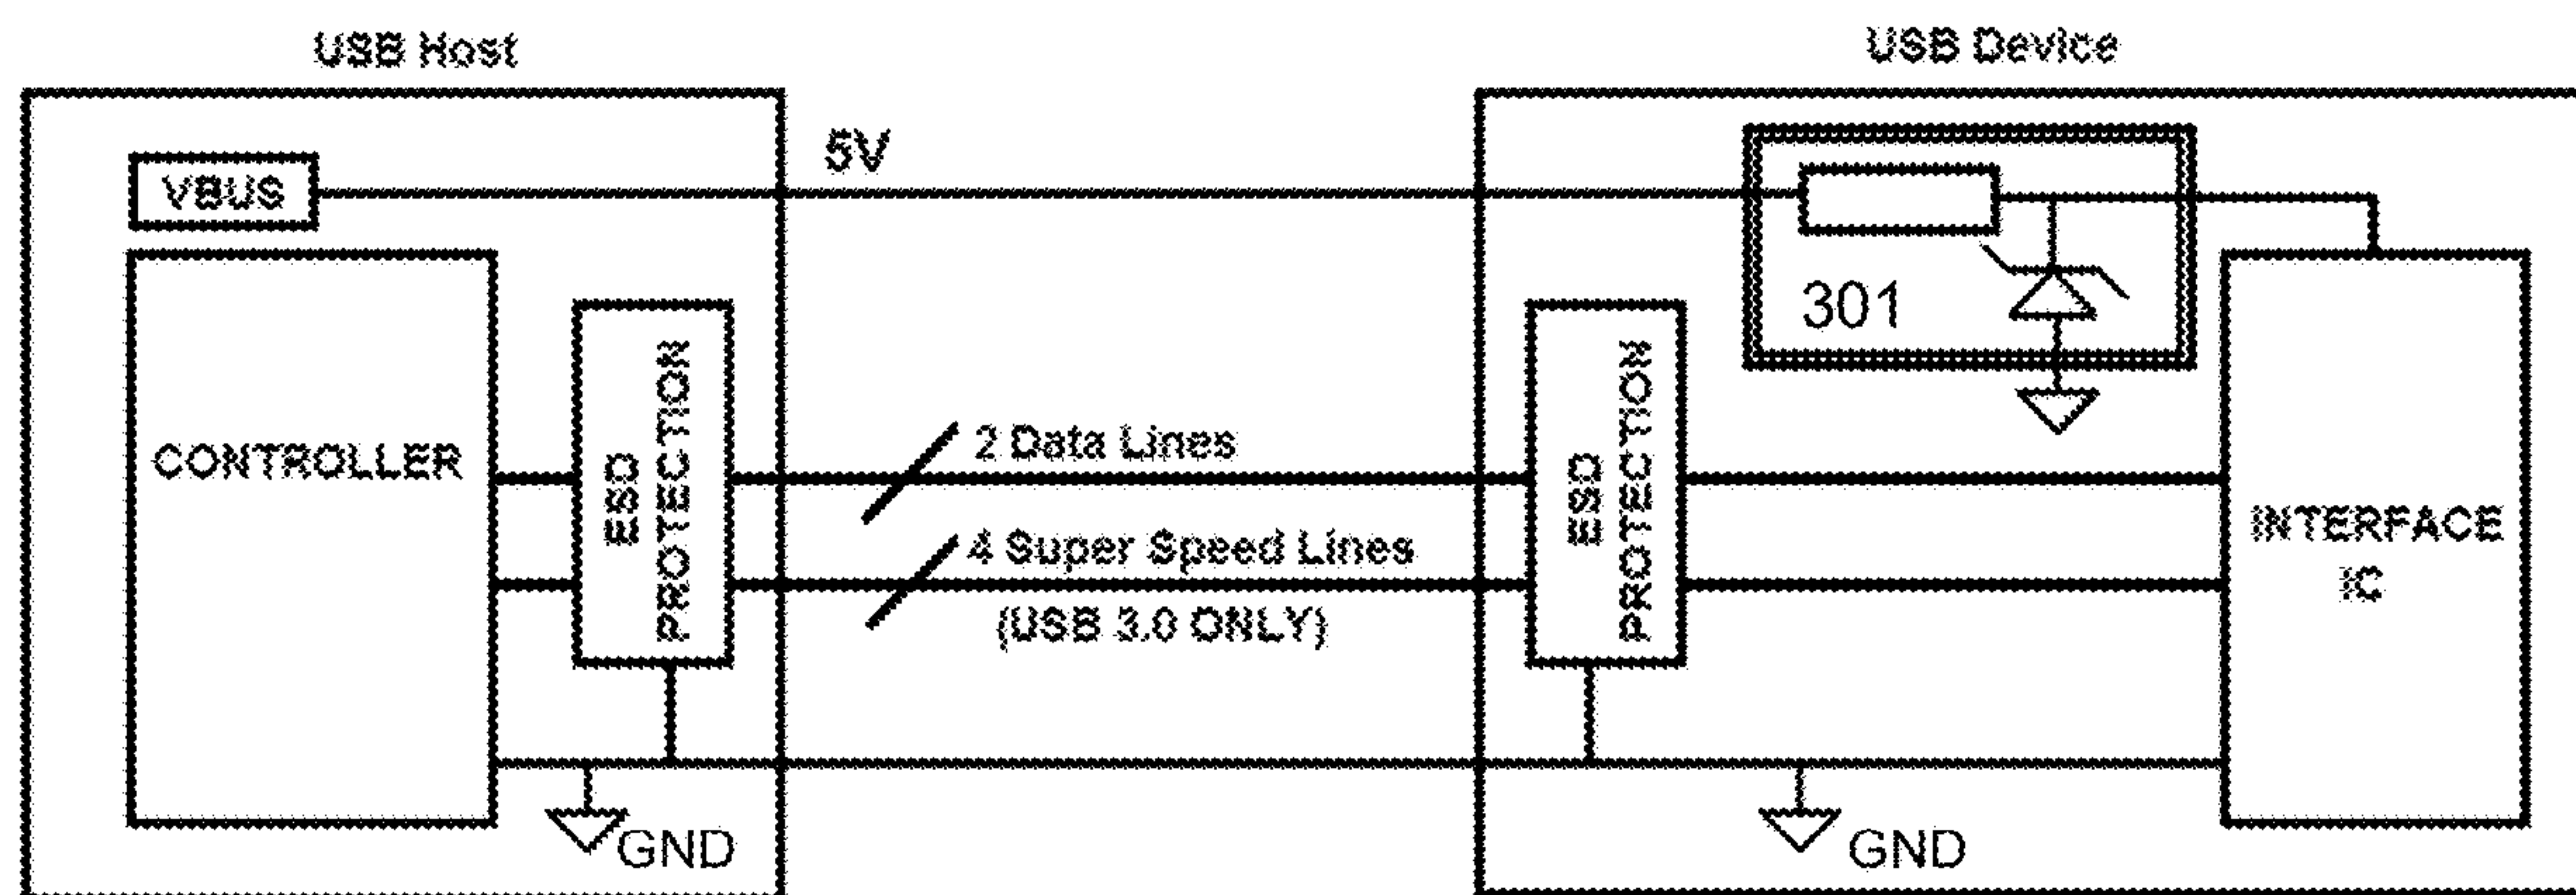 USB Host
USB Device
5V
VBUS
301
CONTROLLER
ESD
PROTECTION
2 Data Lines
4 Super Speed Lines
(USB 3.0 ONLY)
ESD
PROTECTION
INTERFACE
IC
GND
GND